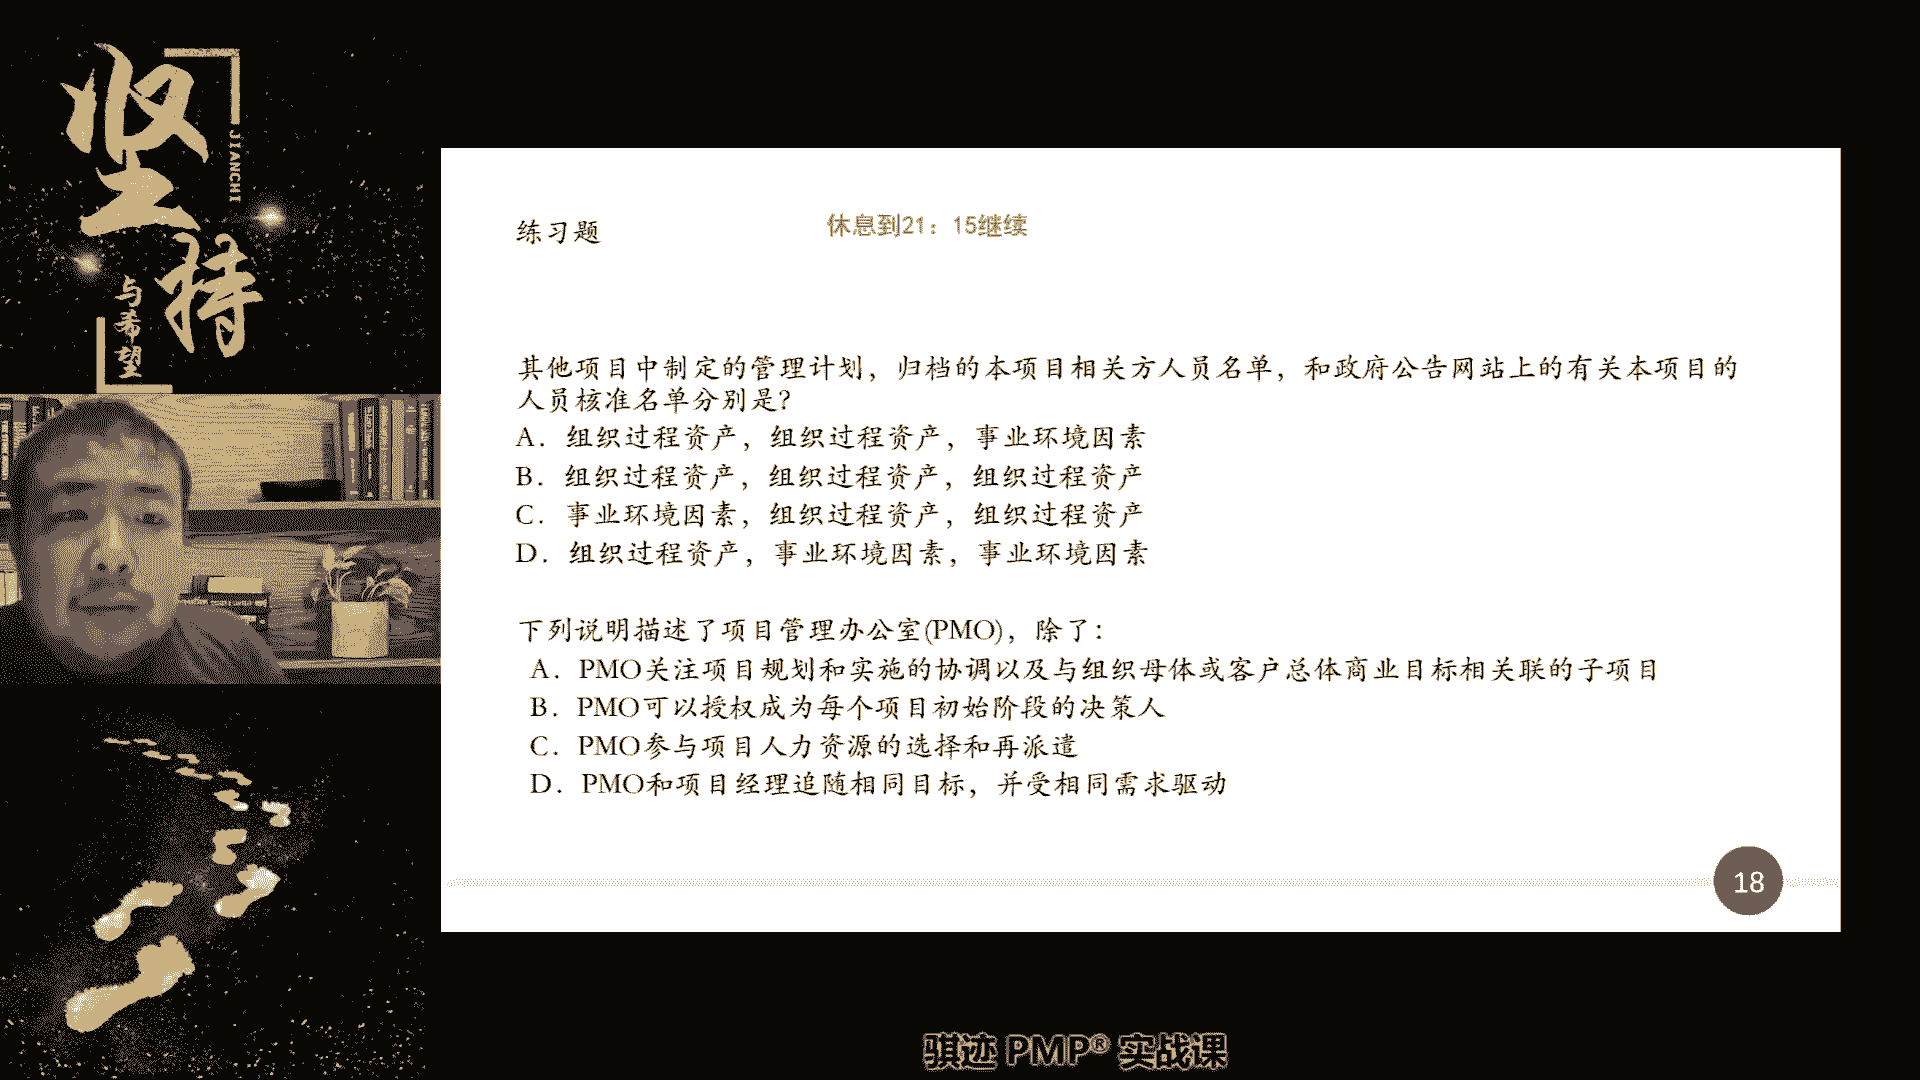 坚持
JIANCHI
与希望
练习题
休息到21：15继续
其他项目中制定的管理计划，归档的本项目相关方人员名单，和政府公告网站上的有关本项目的
人员核准名单分别是？
A．组织过程资产，组织过程资产，事业环境因素
B．组织过程资产，组织过程资产，组织过程资产
C．事业环境因素，组织过程资产，组织过程资产
D．组织过程资产，事业环境因素，事业环境因素
下列说明描述了项目管理办公室(PMO)，除了：
A．PMO关注项目规划和实施的协调以及与组织母体或客户总体商业目标相关联的子项目
B．PMO可以授权成为每个项目初始阶段的决策人
C．PMO参与项目人力资源的选择和再派遣
D．PMO和项目经理追随相同目标，并受相同需求驱动
18
骐迹 PMP® 实战课